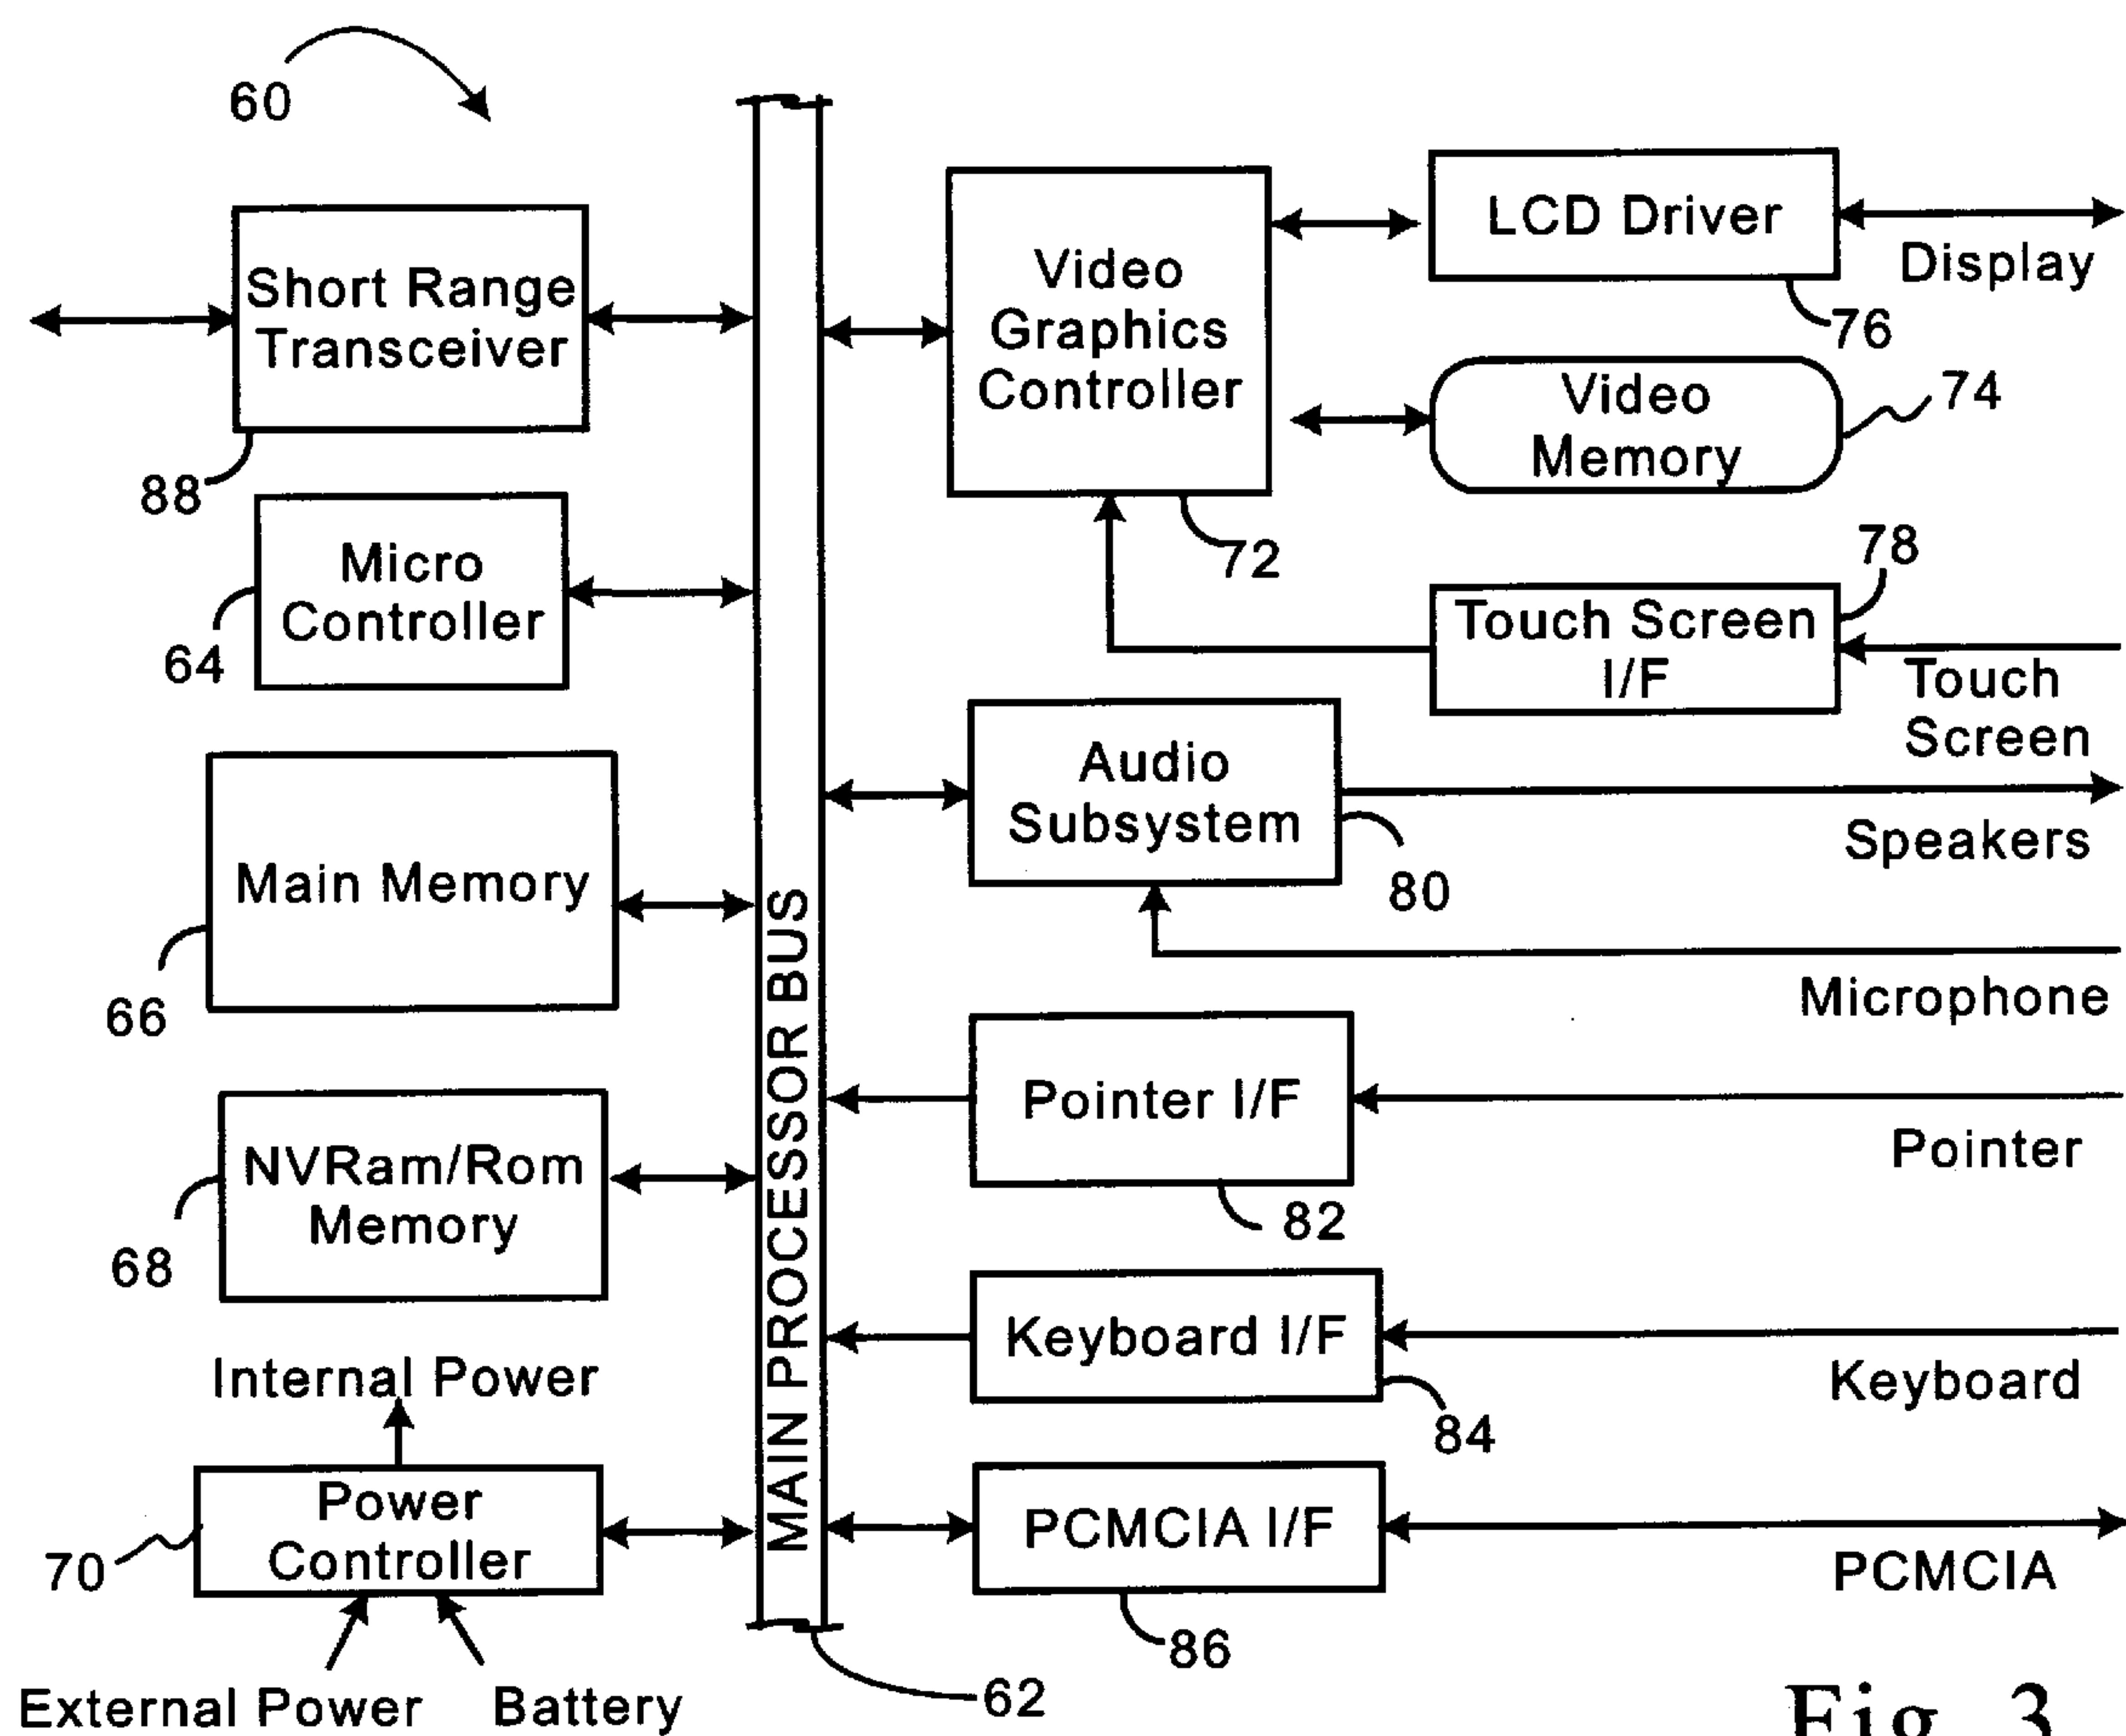 60
Short Range
Transceiver
88
Micro
Controller
64
Main Memory
66
NVRam/Rom
Memory
68
Internal Power
Power
Controller
70
External Power
Battery
MAIN PROCESSOR BUS
62
Video
Graphics
Controller
72
LCD Driver
Display
76
Video
Memory
74
78
Touch Screen
I/F
Touch
Screen
Audio
Subsystem
80
Speakers
Microphone
Pointer I/F
82
Pointer
Keyboard I/F
84
Keyboard
PCMCIA I/F
86
PCMCIA
Fig. 3